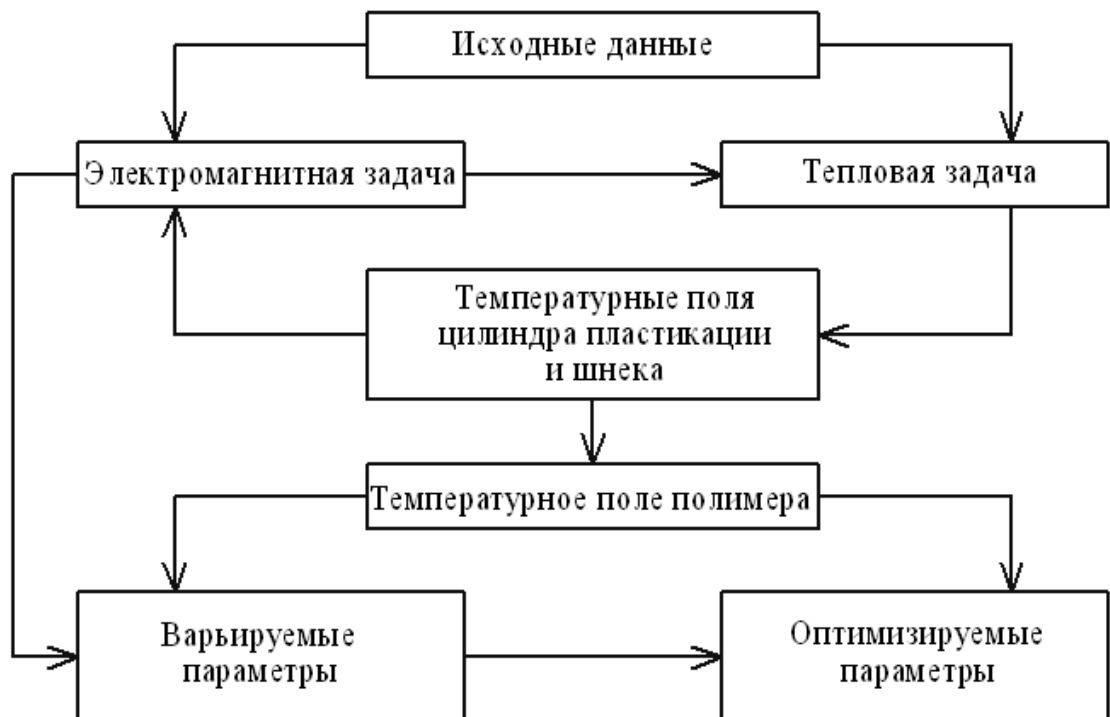 Исходные данные
Электромагнитная задача
Тепловая задача
Температурные поля
цилиндра пластикации
и шнека
Температурное поле полимера
Варьируемые
параметры
Оптимизируемые
параметры